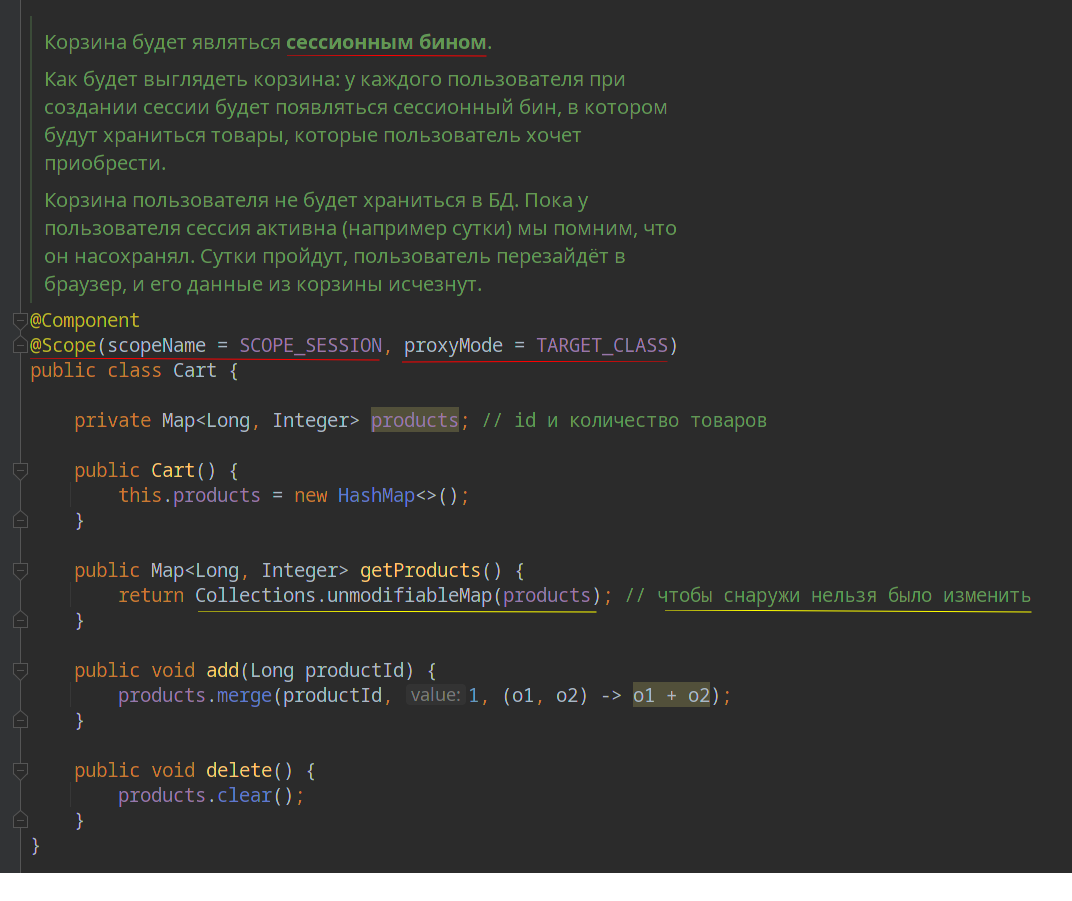 Корзина будет являться сессионным бином.
Как будет выглядеть корзина: у каждого пользователя при
создании сессии будет появляться сессионный бин, в котором
будут храниться товары, которые пользователь хочет
приобрести.
Корзина пользователя не будет храниться в БД. Пока у
пользователя сессия активна (например сутки) мы помним, что
он насохранял. Сутки пройдут, пользователь перезайдёт в
браузер, и его данные из корзины исчезнут.
@Component
@Scope(scopeName = SCOPE_SESSION, proxyMode = TARGET_CLASS)
public class Cart {
private Map<Long, Integer> products; // id и количество товаров
public Cart() {
this.products = new HashMap<>();
}
public Map<Long, Integer> getProducts() {
return Collections.unmodifiableMap(products); // чтобы снаружи нельзя было изменить
}
public void add(Long productId) {
products.merge(productId, value: 1, (o1, o2) -> o1 + o2);
}
public void delete() {
products.clear();
}
}